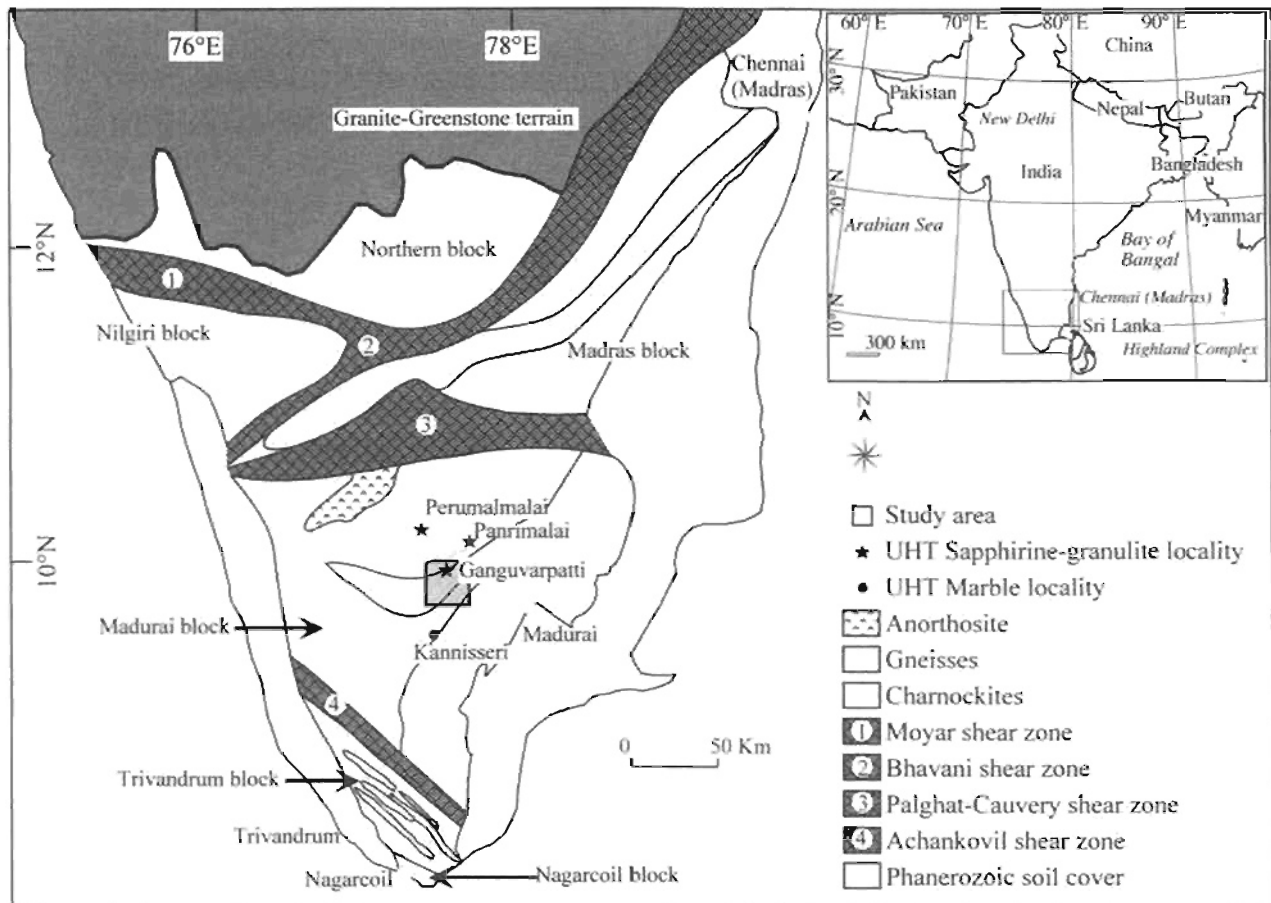 76°E
78°E
Chennai
(Madras)
Granite-Greenstone terrain
12°N
Northern block
1
Nilgiri block
2
Madras block
3
Perumalmalai
Panrimalai
10°N
Ganguvarpatti
Madurai block
Madurai
Kannisseri
4
0 50 Km
Trivandrum block
Trivandrum
Nagarcoil
Nagarcoil block
60°E
70°E
80°E
90°E
China
30°N
Pakistan
Nepal
Butan
New Delhi
India
Bangladesh
20°N
Myanmar
Arabian Sea
Bay of
Bangal
Chennai (Madras)
10°N
Sri Lanka
300 km
Highland Complex
N
Study area
UHT Sapphirine-granulite locality
UHT Marble locality
Anorthosite
Gneisses
Charnockites
1 Moyar shear zone
2 Bhavani shear zone
3 Palghat-Cauvery shear zone
4 Achankovil shear zone
Phanerozoic soil cover